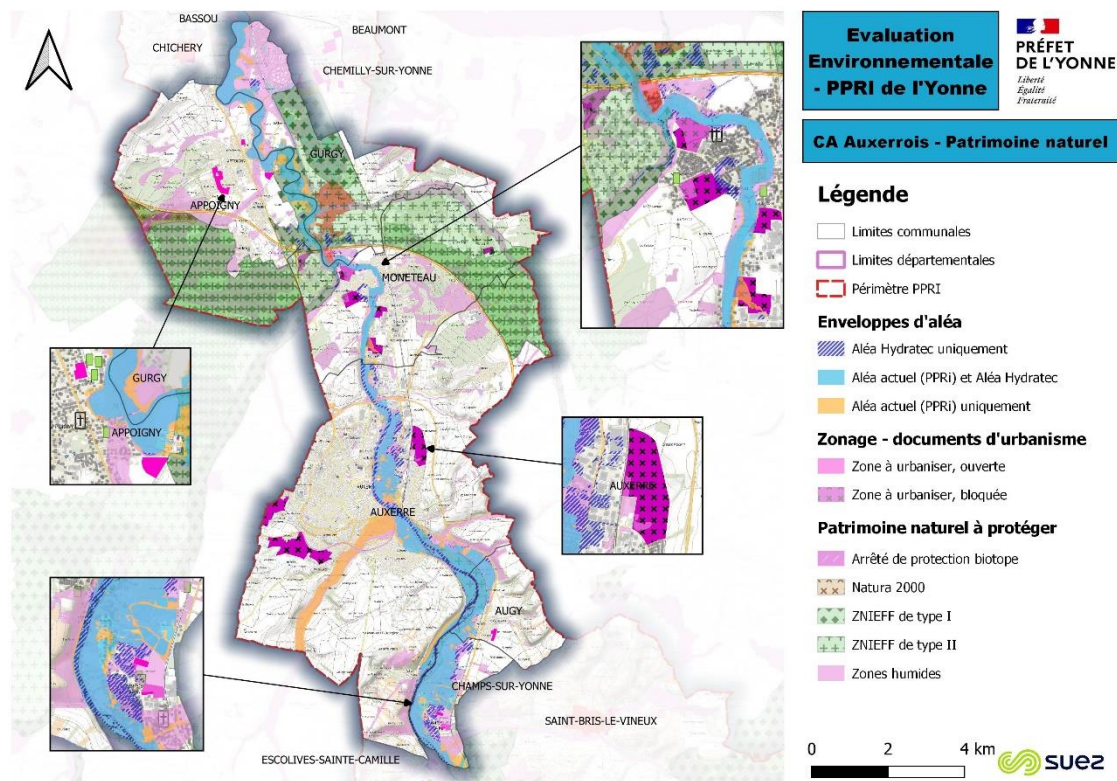 BASSOU
BEAUMONT
CHICHERY
CHEMILLY-SUR-YONNE
GURGY
APPOIGNY
MONETEAU
GURGY
APPOIGNY
AUXERRE
AUXERRE
AUGY
CHAMPS-SUR-YONNE
SAINT-BRIS-LE-VINEUX
ESCOLIVES-SAINTE-CAMILLE
Evaluation
Environnementale
- PPRI de l'Yonne
PRÉFET
DE L'YONNE
Liberté
Égalité
Fraternité
CA Auxerrois - Patrimoine naturel
Légende
Limites communales
Limites départementales
Périmètre PPRI
Enveloppes d'aléa
Aléa Hydratec uniquement
Aléa actuel (PPRi) et Aléa Hydratec
Aléa actuel (PPRi) uniquement
Zonage - documents d'urbanisme
Zone à urbaniser, ouverte
Zone à urbaniser, bloquée
Patrimoine naturel à protéger
Arrêté de protection biotope
Natura 2000
ZNIEFF de type I
ZNIEFF de type II
Zones humides
0 2 4 km
suez